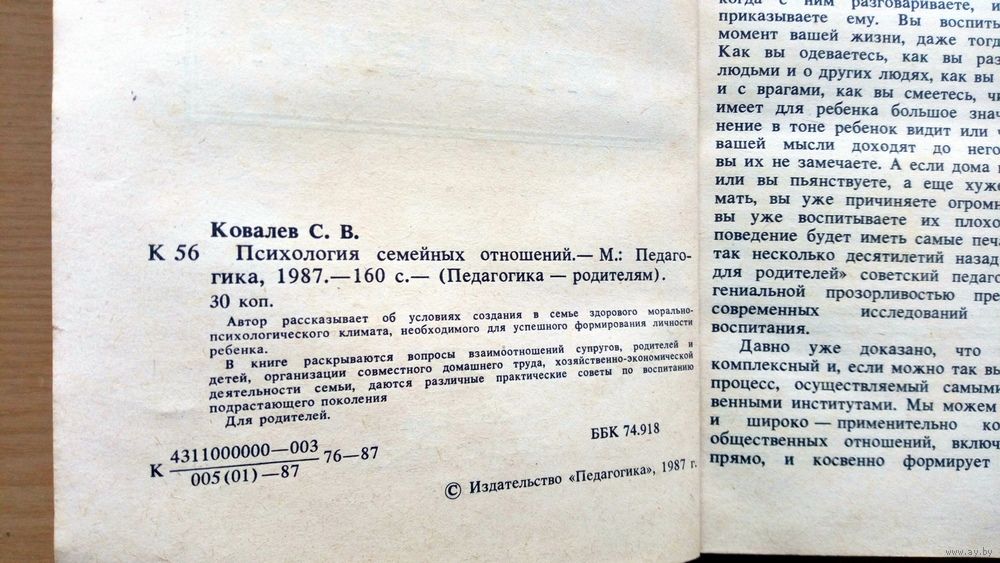 Ковалев С. В.
К 56 Психология семейных отношений.— М.: Педаго-
гика, 1987.—160 с.— (Педагогика — родителям).
30 коп.
Автор рассказывает об условиях создания в семье здорового морально-
психологического климата, необходимого для успешного формирования личности
ребенка.
В книге раскрываются вопросы взаимоотношений супругов, родителей и
детей, организации совместного домашнего труда, хозяйственно-экономической
деятельности семьи, даются различные практические советы по воспитанию
подрастающего поколения
Для родителей.
К 4311000000—003
005(01)—87 76—87
ББК 74.918
© Издательство «Педагогика», 1987 г.
когда с ним разговариваете, и
приказываете ему. Вы воспиты
момент вашей жизни, даже тогд
Как вы одеваетесь, как вы раз
людьми и о других людях, как вы
и с врагами, как вы смеетесь, чи
имеет для ребенка большое знач
нение в тоне ребенок видит или ч
вашей мысли доходят до него
вы их не замечаете. А если дома
или вы пьянствуете, а еще хуже
мать, вы уже причиняете огромн
вы уже воспитываете их плохо
поведение будет иметь самые печ
так несколько десятилетий назад
для родителей» советский педаго
гениальной прозорливостью пре
современных исследований
воспитания.
Давно уже доказано, что
комплексный и, если можно так вы
процесс, осуществляемый самыми
венными институтами. Мы можем
и широко — применительно ко
общественных отношений, включ
прямо, и косвенно формирует
www.ay.by